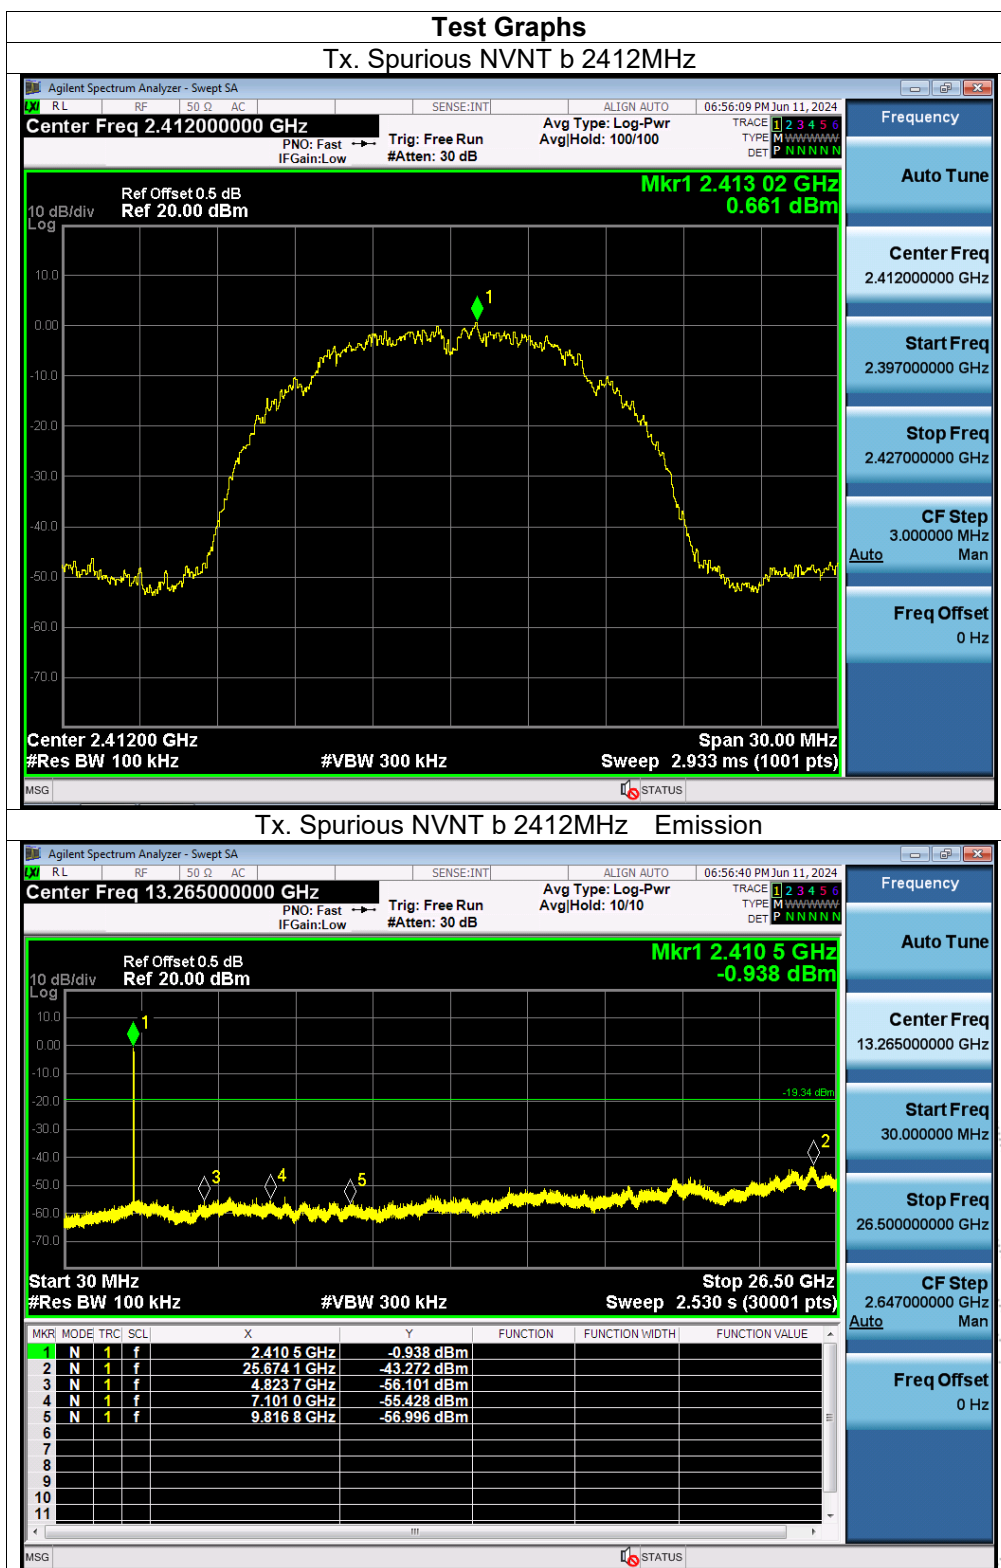 Test Graphs
Tx. Spurious NVNT b 2412MHz
Agilent Spectrum Analyzer - Swept SA
LXI RL RF 50 Ω AC SENSE:INT ALIGN AUTO 06:56:09 PM Jun 11, 2024
Center Freq 2.412000000 GHz
PNO: Fast
IFGain:Low
Trig: Free Run
#Atten: 30 dB
Avg Type: Log-Pwr
Avg|Hold: 100/100
TRACE 1 2 3 4 5 6
TYPE M WWWWW
DET P N N N N N
Ref Offset 0.5 dB
Ref 20.00 dBm
10 dB/div
Log
Mkr1 2.413 02 GHz
0.661 dBm
1
10.0
0.00
-10.0
-20.0
-30.0
-40.0
-50.0
-60.0
-70.0
Center 2.41200 GHz Span 30.00 MHz
#Res BW 100 kHz #VBW 300 kHz Sweep 2.933 ms (1001 pts)
MSG STATUS
Frequency
Auto Tune
Center Freq
2.412000000 GHz
Start Freq
2.397000000 GHz
Stop Freq
2.427000000 GHz
CF Step
3.000000 MHz
Auto Man
Freq Offset
0 Hz
Tx. Spurious NVNT b 2412MHz Emission
Agilent Spectrum Analyzer - Swept SA
LXI RL RF 50 Ω AC SENSE:INT ALIGN AUTO 06:56:40 PM Jun 11, 2024
Center Freq 13.265000000 GHz
PNO: Fast
IFGain:Low
Trig: Free Run
#Atten: 30 dB
Avg Type: Log-Pwr
Avg|Hold: 10/10
TRACE 1 2 3 4 5 6
TYPE M WWWWW
DET P N N N N N
Ref Offset 0.5 dB
Ref 20.00 dBm
10 dB/div
Log
Mkr1 2.410 5 GHz
-0.938 dBm
10.0
0.00
-10.0
-20.0
-30.0
-40.0
-50.0
-60.0
-70.0
1
-19.34 dBm
2
3
4
5
Start 30 MHz Stop 26.50 GHz
#Res BW 100 kHz #VBW 300 kHz Sweep 2.530 s (30001 pts)
MKR MODE TRC SCL X Y FUNCTION FUNCTION WIDTH FUNCTION VALUE
1 N 1 f 2.410 5 GHz -0.938 dBm
2 N 1 f 25.674 1 GHz -43.272 dBm
3 N 1 f 4.823 7 GHz -56.101 dBm
4 N 1 f 7.101 0 GHz -55.428 dBm
5 N 1 f 9.816 8 GHz -56.996 dBm
6
7
8
9
10
11
MSG STATUS
Frequency
Auto Tune
Center Freq
13.265000000 GHz
Start Freq
30.000000 MHz
Stop Freq
26.500000000 GHz
CF Step
2.647000000 GHz
Auto Man
Freq Offset
0 Hz